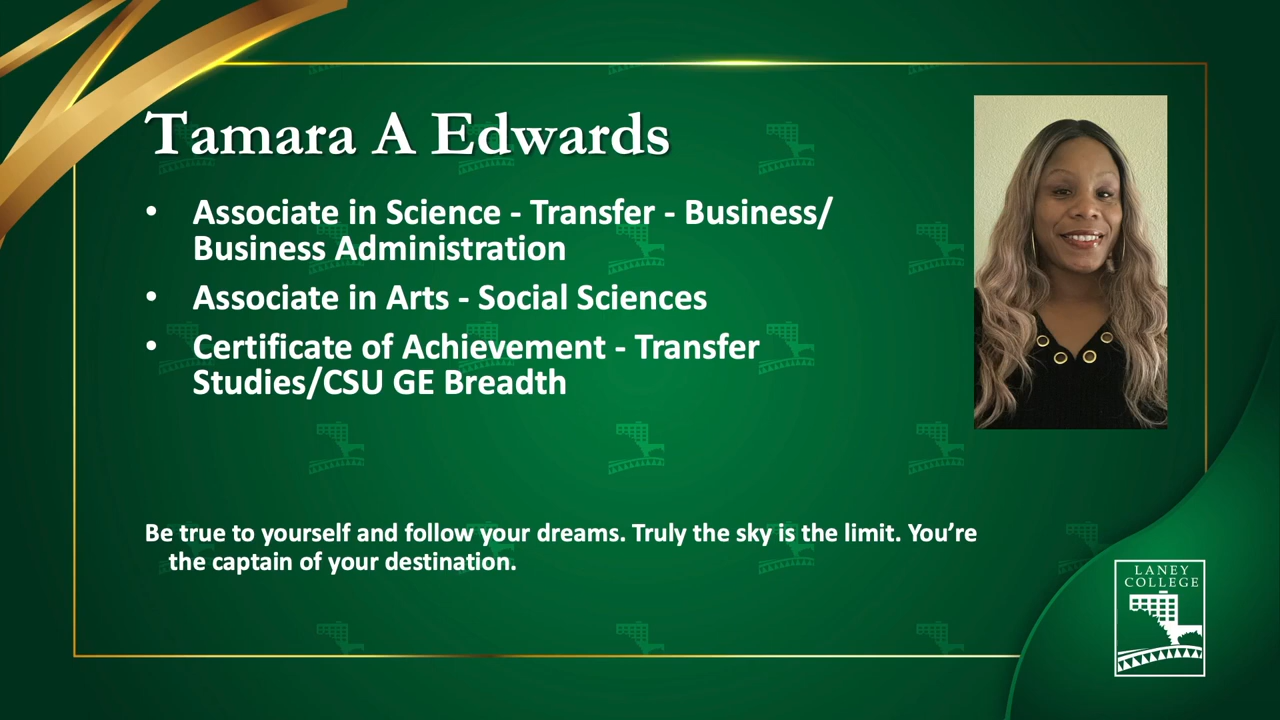 Tamara A Edwards
• Associate in Science - Transfer - Business/
Business Administration
• Associate in Arts - Social Sciences
• Certificate of Achievement - Transfer
Studies/CSU GE Breadth
Be true to yourself and follow your dreams. Truly the sky is the limit. You’re
the captain of your destination.
LANEY
COLLEGE